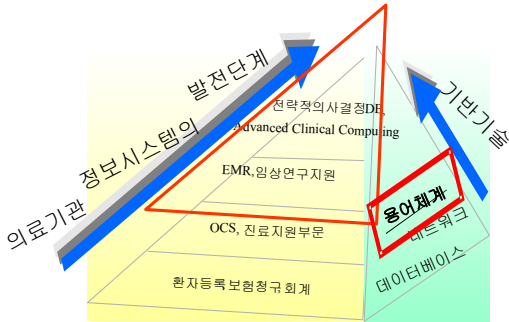 의료기관
정보시스템의
발전단계
기반기술
전략적의사결정DB,
Advanced Clinical Computing
EMR,임상연구지원
OCS, 진료지원부문
환자등록보험청규회계
용어체계
네트워크
데이터베이스